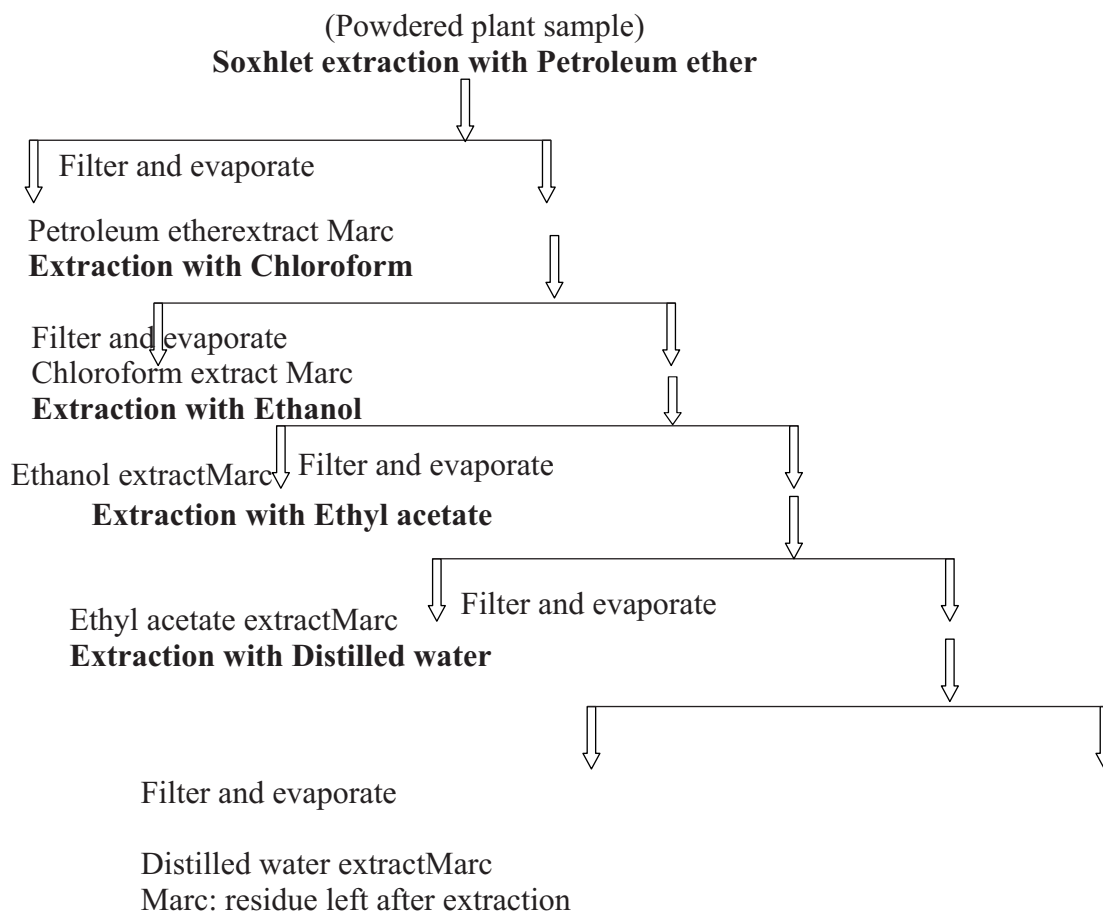 (Powdered plant sample)
Soxhlet extraction with Petroleum ether
Filter and evaporate
Petroleum etherextract Marc
Extraction with Chloroform
Filter and evaporate
Chloroform extract Marc
Extraction with Ethanol
Ethanol extractMarc Filter and evaporate
Extraction with Ethyl acetate
Filter and evaporate
Ethyl acetate extractMarc
Extraction with Distilled water
Filter and evaporate
Distilled water extractMarc
Marc: residue left after extraction